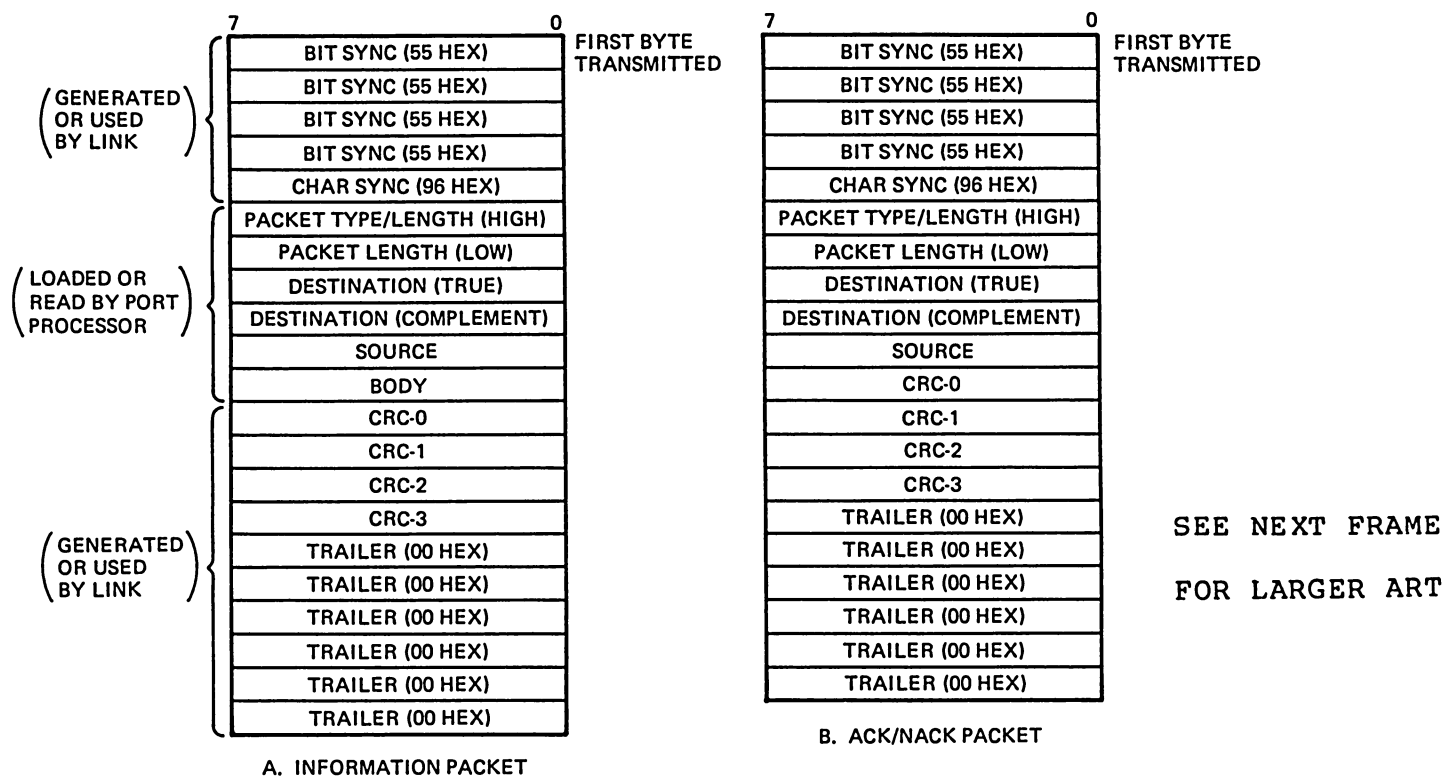 7 0
BIT SYNC (55 HEX)
BIT SYNC (55 HEX)
BIT SYNC (55 HEX)
BIT SYNC (55 HEX)
CHAR SYNC (96 HEX)
PACKET TYPE/LENGTH (HIGH)
PACKET LENGTH (LOW)
DESTINATION (TRUE)
DESTINATION (COMPLEMENT)
SOURCE
BODY
CRC-0
CRC-1
CRC-2
CRC-3
TRAILER (00 HEX)
TRAILER (00 HEX)
TRAILER (00 HEX)
TRAILER (00 HEX)
TRAILER (00 HEX)
TRAILER (00 HEX)
FIRST BYTE
TRANSMITTED
(GENERATED
OR USED
BY LINK)
(LOADED OR
READ BY PORT
PROCESSOR)
(GENERATED
OR USED
BY LINK)
A. INFORMATION PACKET
7 0
BIT SYNC (55 HEX)
BIT SYNC (55 HEX)
BIT SYNC (55 HEX)
BIT SYNC (55 HEX)
CHAR SYNC (96 HEX)
PACKET TYPE/LENGTH (HIGH)
PACKET LENGTH (LOW)
DESTINATION (TRUE)
DESTINATION (COMPLEMENT)
SOURCE
CRC-0
CRC-1
CRC-2
CRC-3
TRAILER (00 HEX)
TRAILER (00 HEX)
TRAILER (00 HEX)
TRAILER (00 HEX)
TRAILER (00 HEX)
TRAILER (00 HEX)
FIRST BYTE
TRANSMITTED
B. ACK/NACK PACKET
SEE NEXT FRAME
FOR LARGER ART